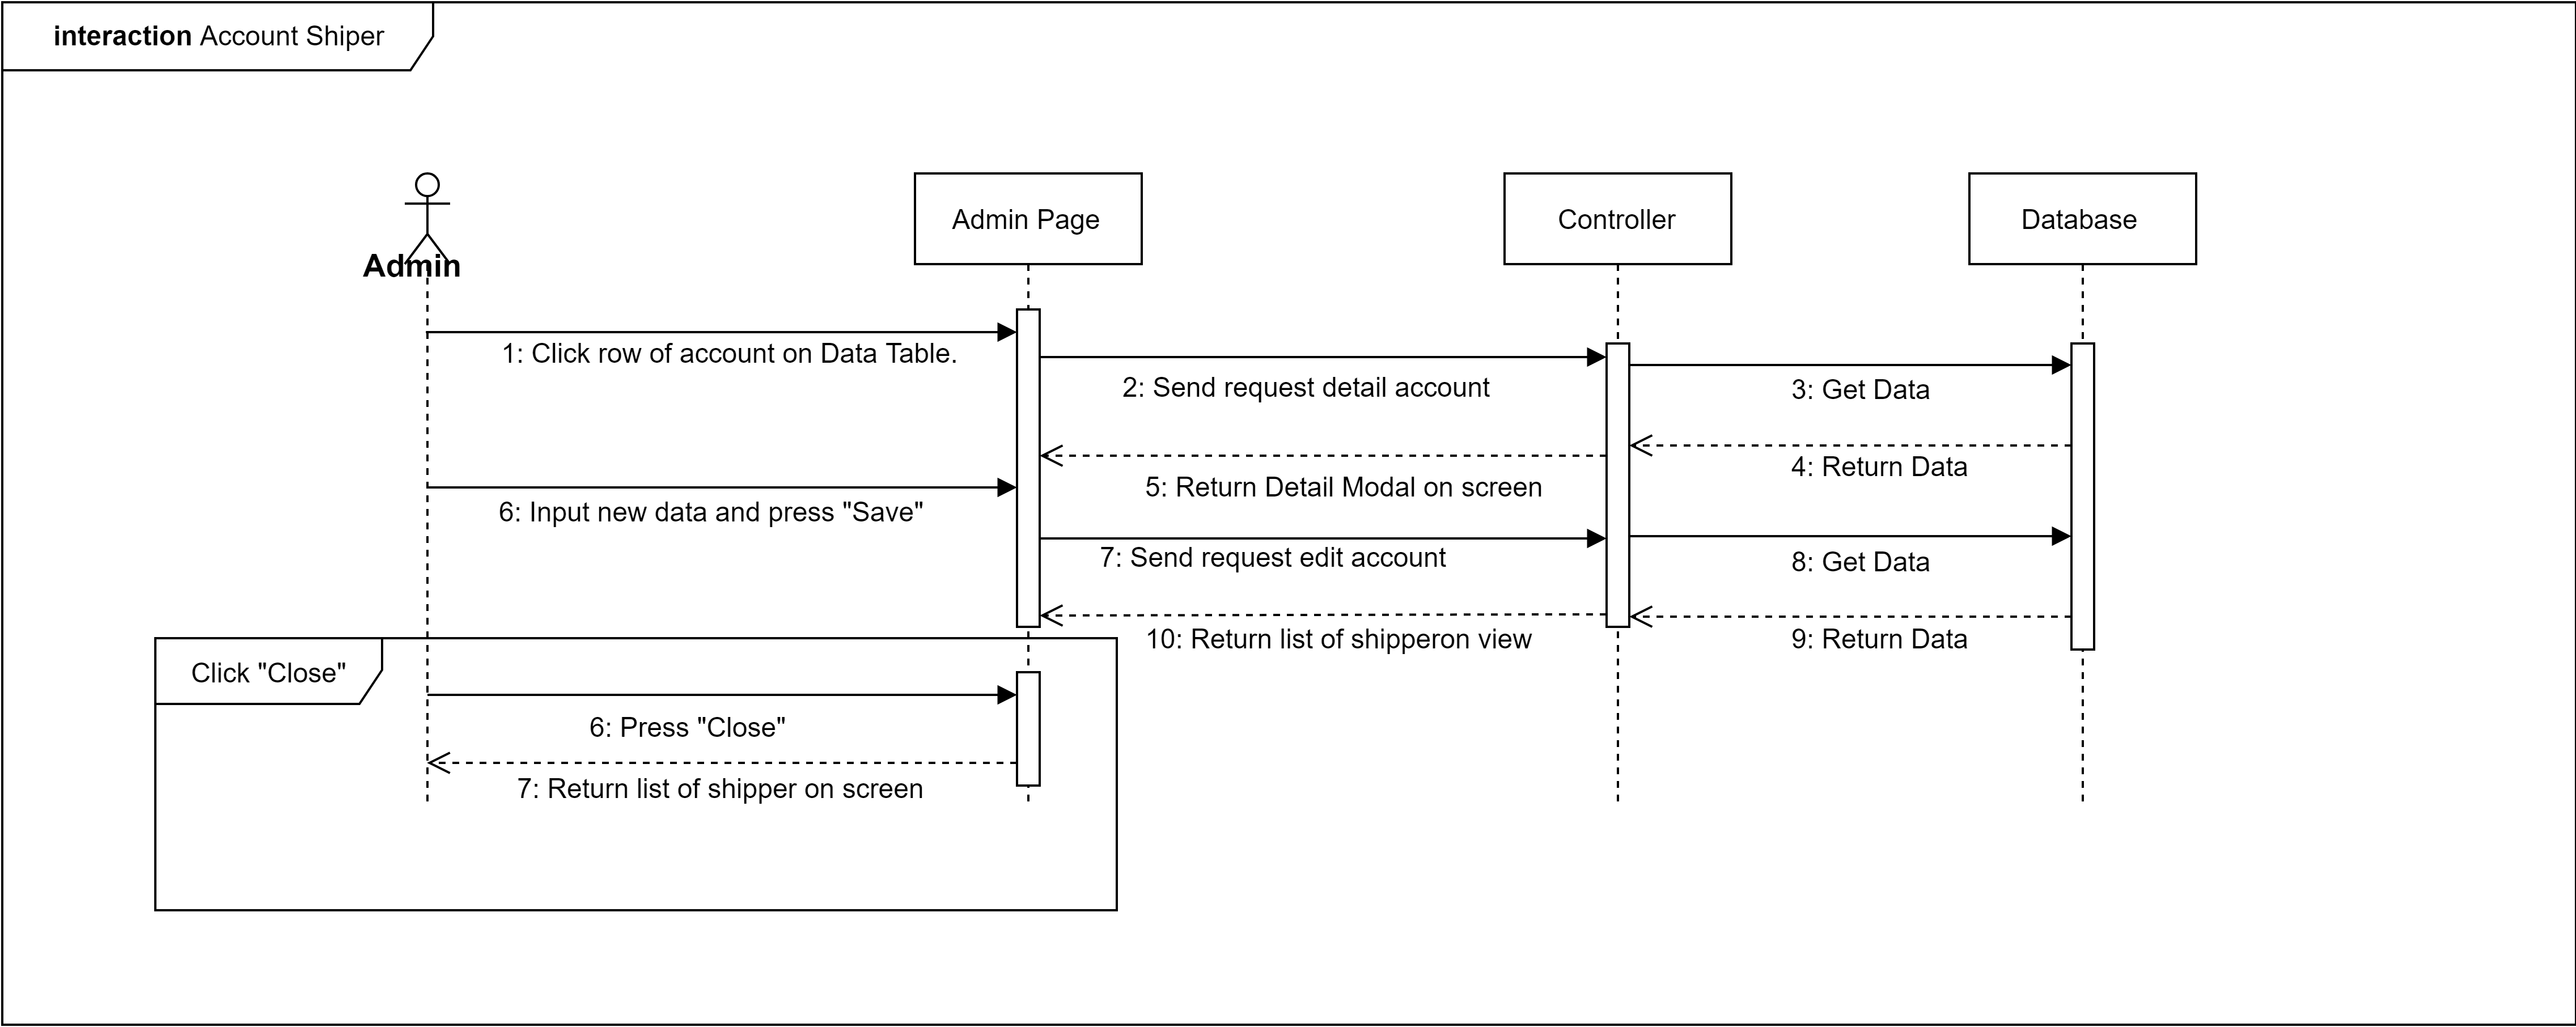 interaction Account Shiper
Admin
Admin Page
Controller
Database
1: Click row of account on Data Table.
2: Send request detail account
3: Get Data
4: Return Data
5: Return Detail Modal on screen
6: Input new data and press "Save"
7: Send request edit account
8: Get Data
9: Return Data
10: Return list of shipperon view
Click "Close"
6: Press "Close"
7: Return list of shipper on screen